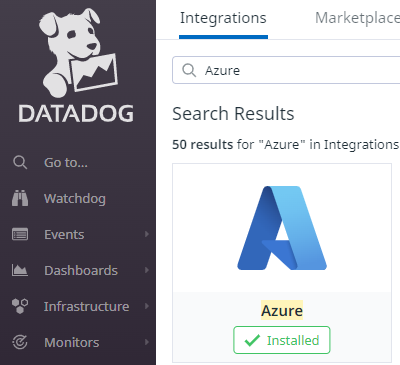 DATADOG
Go to...
Watchdog
Events
Dashboards
Infrastructure
Monitors
Integrations Marketplace
Azure
Search Results
50 results for "Azure" in Integrations
Azure
Installed